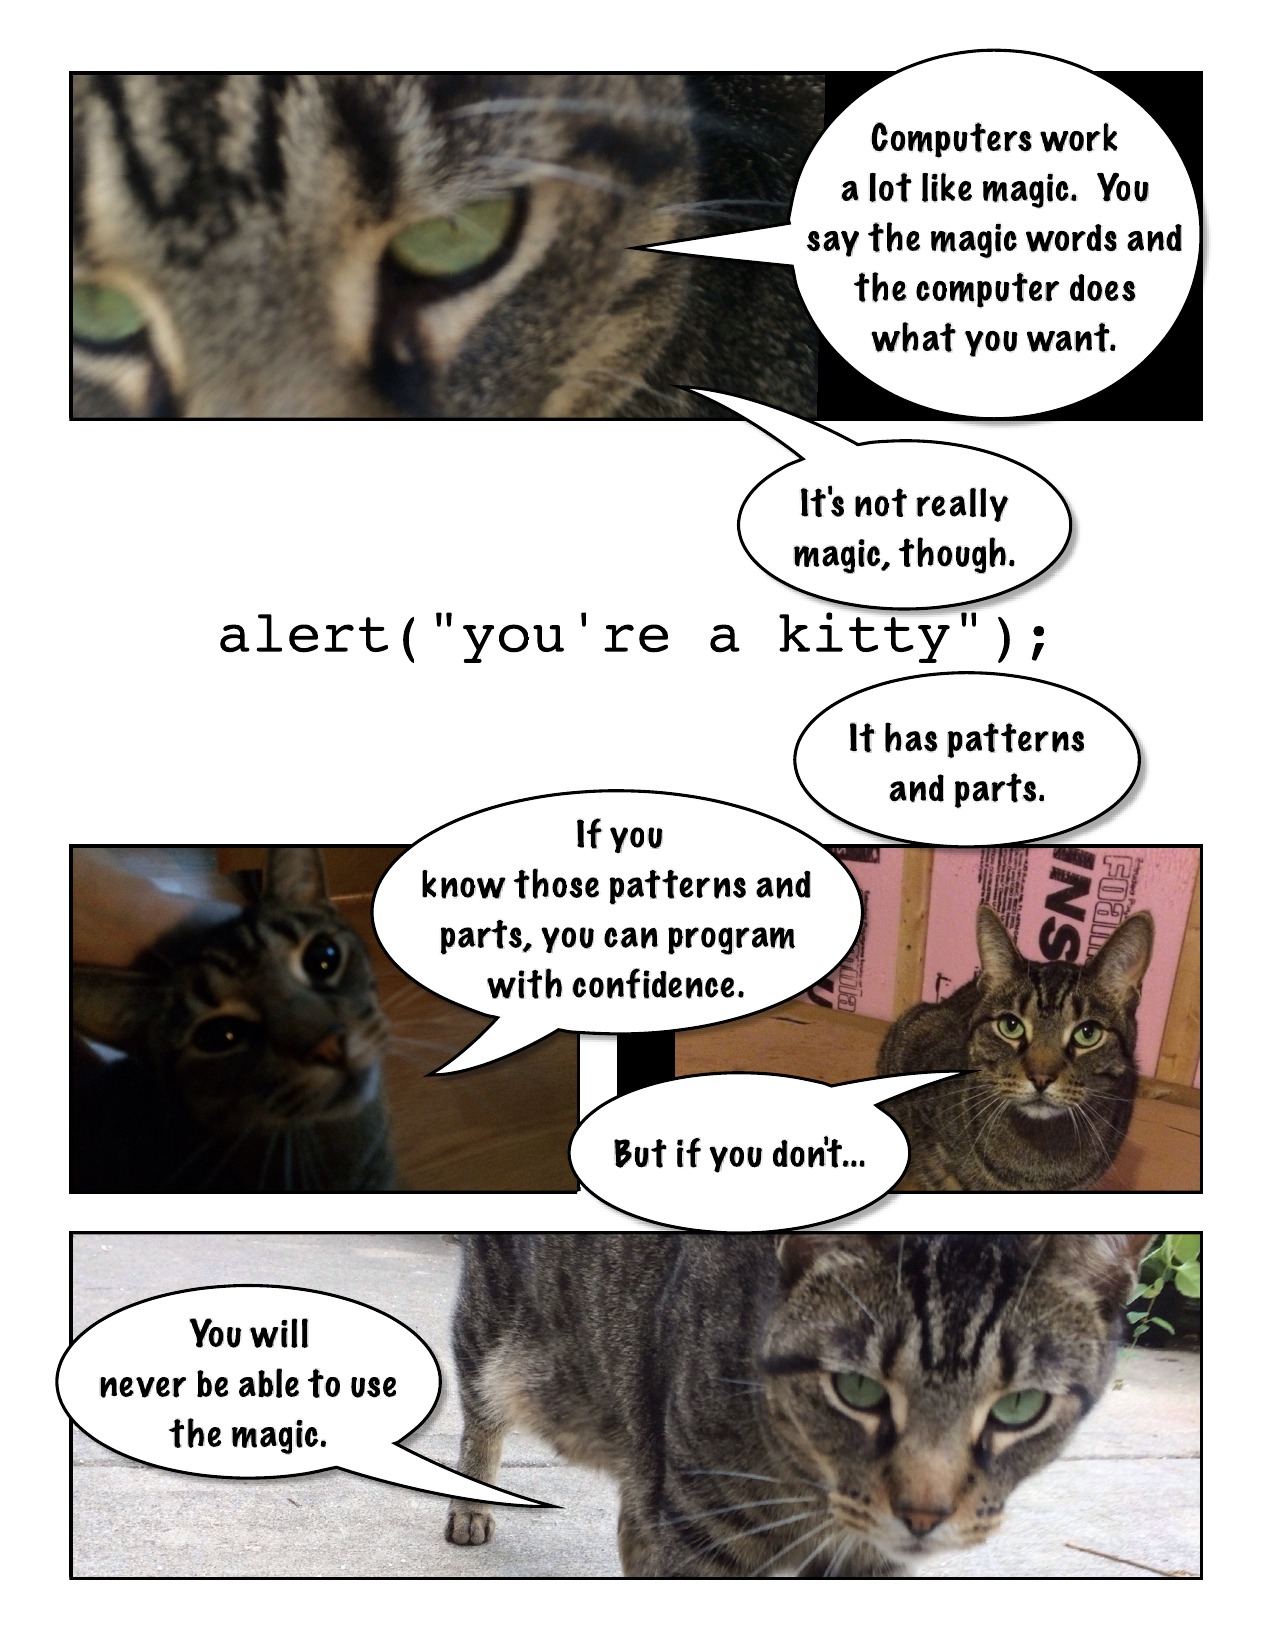 Computers work
a lot like magic. You
say the magic words and
the computer does
what you want.
It's not really
magic, though.
alert("you're a kitty");
It has patterns
and parts.
If you
know those patterns and
parts, you can program
with confidence.
INS
Foam
But if you don't...
You will
never be able to use
the magic.